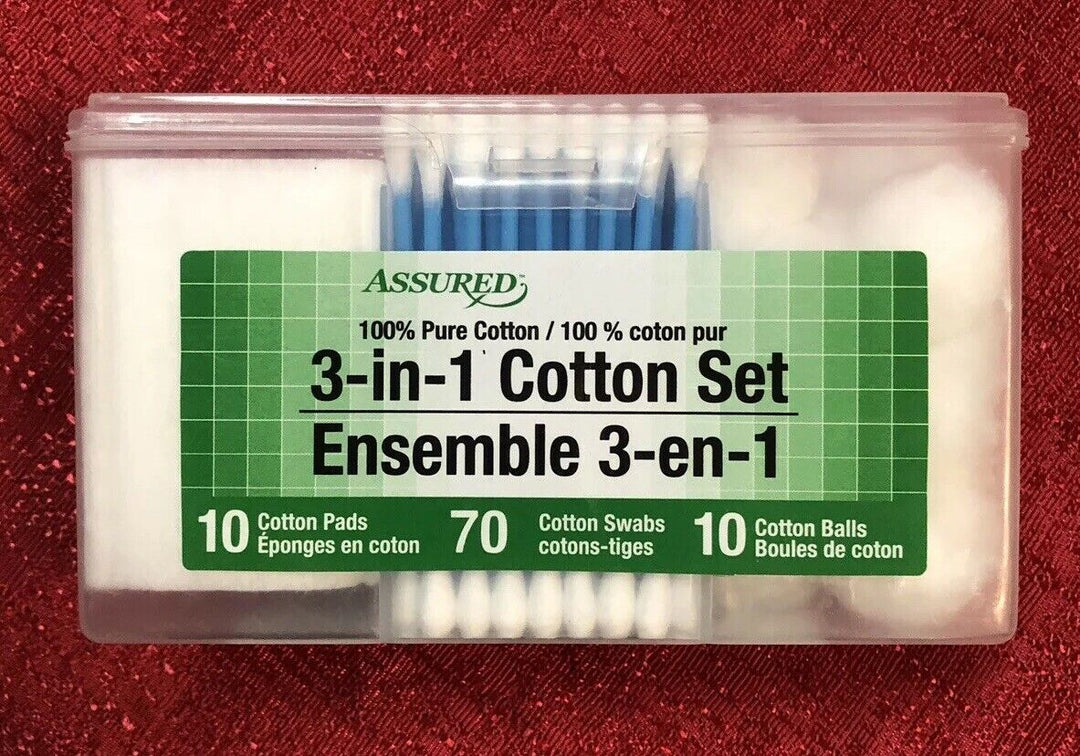 ASSURED™
100% Pure Cotton / 100 % coton pur
3-in-1 Cotton Set
Ensemble 3-en-1
10 Cotton Pads
Éponges en coton
70 Cotton Swabs
cotons-tiges
10 Cotton Balls
Boules de coton